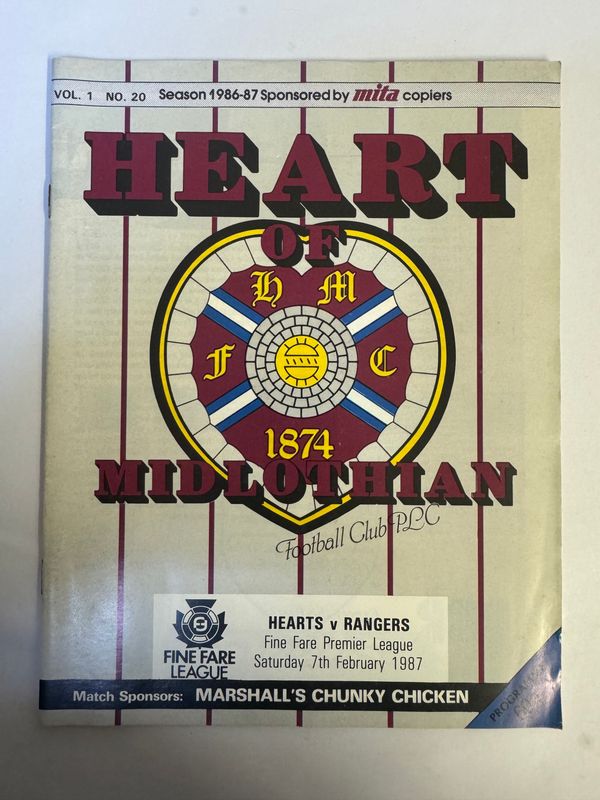 VOL. 1 NO. 20 Season 1986-87 Sponsored by mita copiers
HEART
OF
H M
F C
1874
MIDLOTHIAN
Football Club PLC
HEARTS v RANGERS
Fine Fare Premier League
Saturday 7th February 1987
FINE FARE
LEAGUE
Match Sponsors: MARSHALL'S CHUNKY CHICKEN